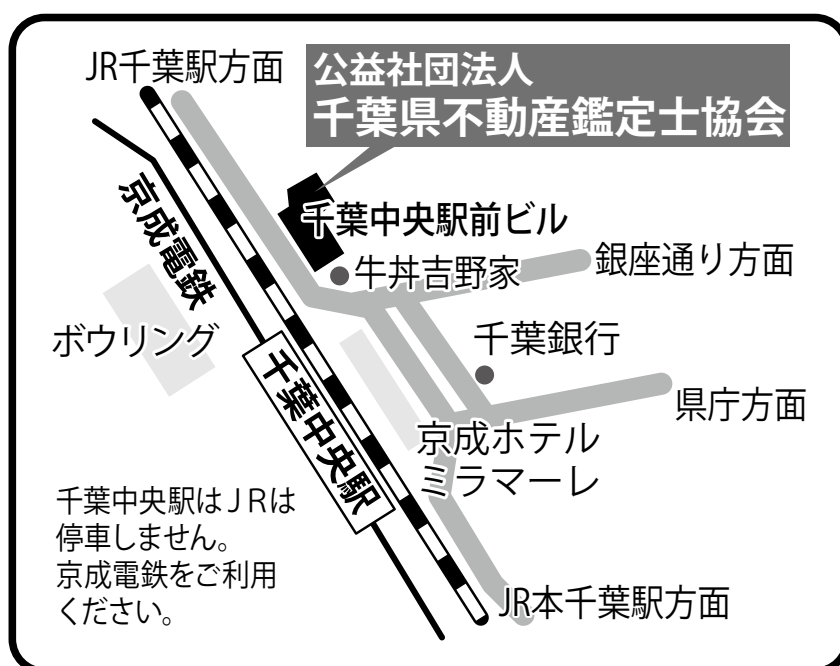 JR千葉駅方面
公益社団法人
千葉県不動産鑑定士協会
京成電鉄
千葉中央駅前ビル
牛丼吉野家
銀座通り方面
ボウリング
千葉銀行
千葉中央駅
県庁方面
京成ホテル
ミラマーレ
千葉中央駅はＪＲは
停車しません。
京成電鉄をご利用
ください。
JR本千葉駅方面